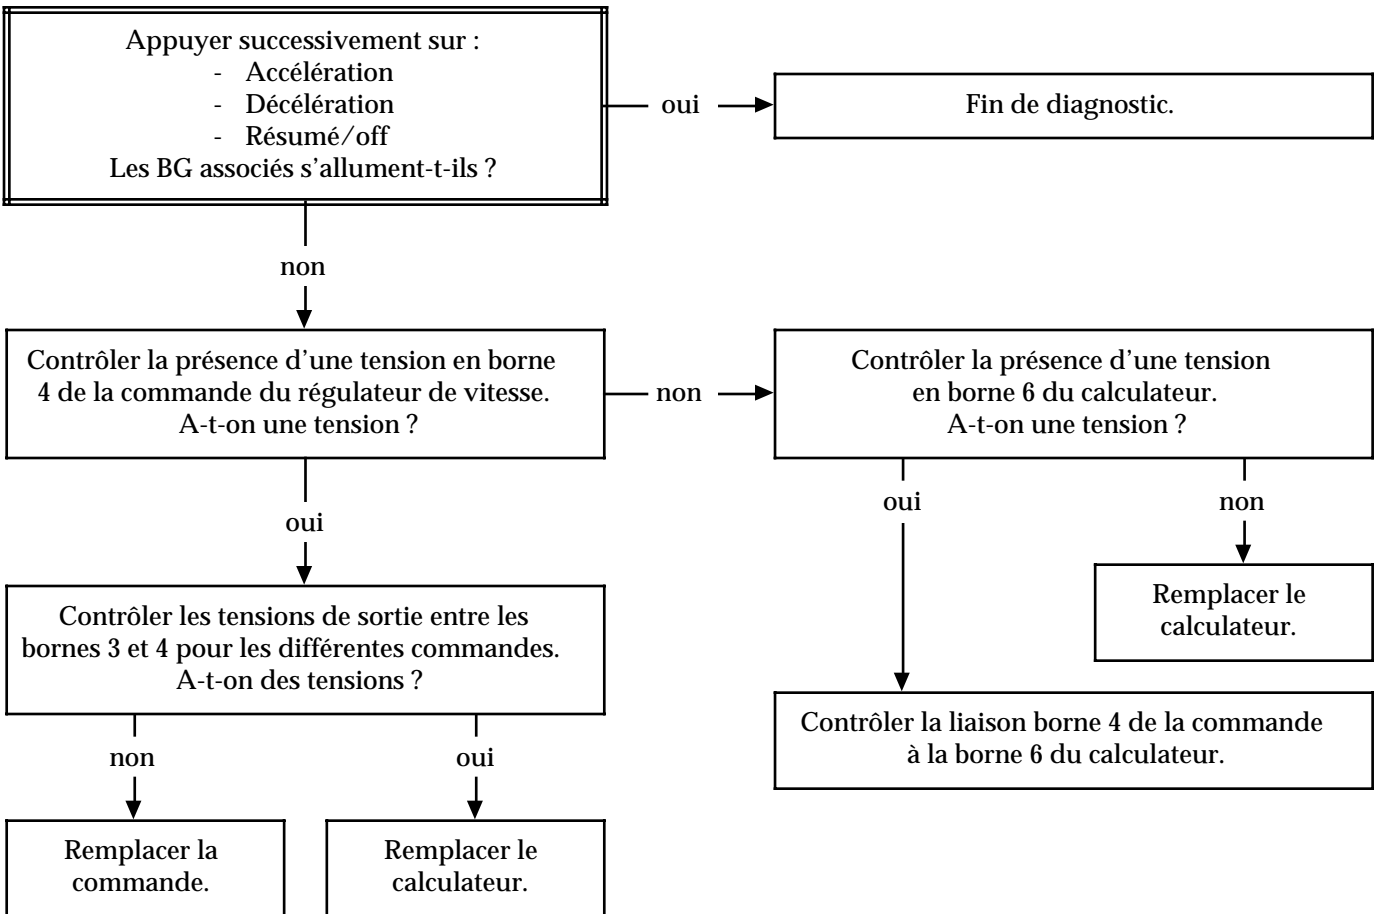 Appuyer successivement sur :
- Accélération
- Décélération
- Résumé/off
Les BG associés s'allument-t-ils ?
oui
Fin de diagnostic.
non
Contrôler la présence d'une tension en borne
4 de la commande du régulateur de vitesse.
A-t-on une tension ?
non
Contrôler la présence d'une tension
en borne 6 du calculateur.
A-t-on une tension ?
oui
oui
non
Contrôler les tensions de sortie entre les
bornes 3 et 4 pour les différentes commandes.
A-t-on des tensions ?
Remplacer le
calculateur.
Contrôler la liaison borne 4 de la commande
à la borne 6 du calculateur.
non
oui
Remplacer la
commande.
Remplacer le
calculateur.